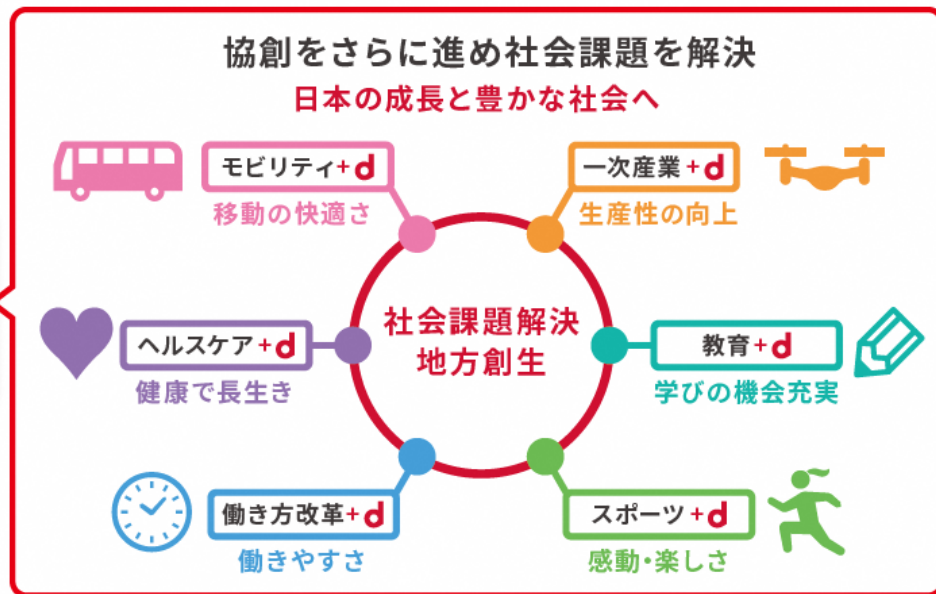 協創をさらに進め社会課題を解決
日本の成長と豊かな社会へ
モビリティ+d
移動の快適さ
一次産業+d
生産性の向上
ヘルスケア+d
健康で長生き
社会課題解決
地方創生
教育+d
学びの機会充実
働き方改革+d
働きやすさ
スポーツ+d
感動・楽しさ